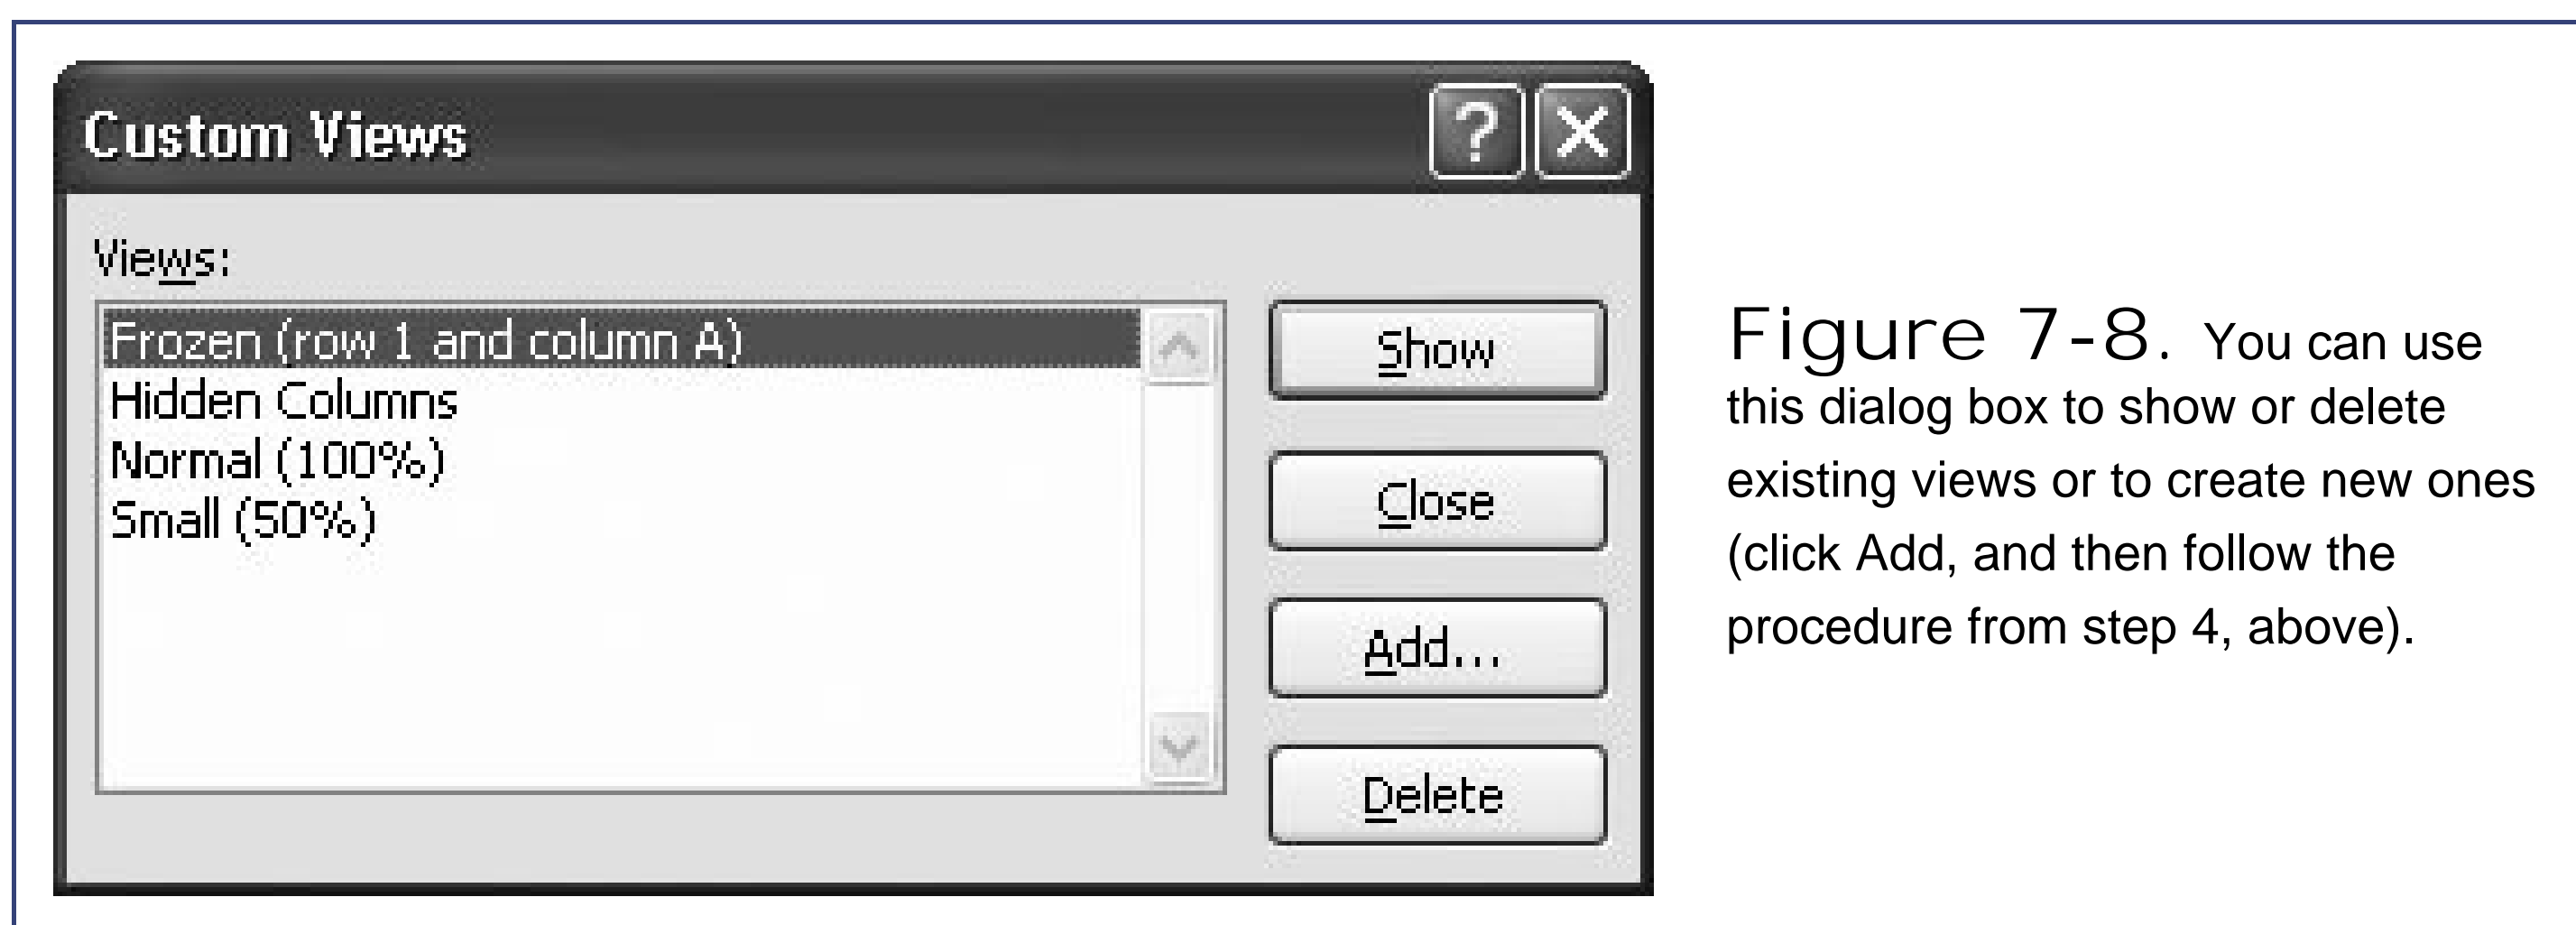 Custom Views
Views:
Frozen (row 1 and column A)
Hidden Columns
Normal (100%)
Small (50%)
Show
Close
Add...
Delete
Figure 7-8. You can use
this dialog box to show or delete
existing views or to create new ones
(click Add, and then follow the
procedure from step 4, above).